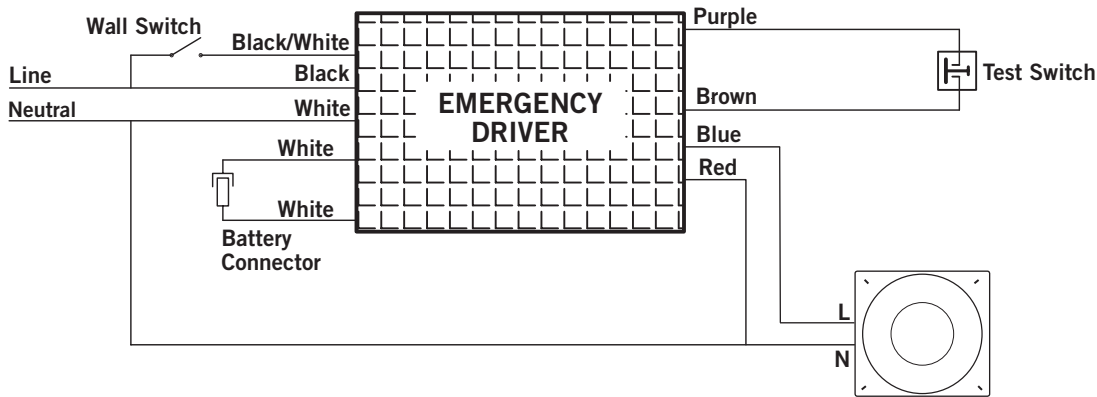 Wall Switch
Black/White
Line
Black
Neutral
White
White
White
Battery
Connector
EMERGENCY
DRIVER
Purple
Test Switch
Brown
Blue
Red
L
N